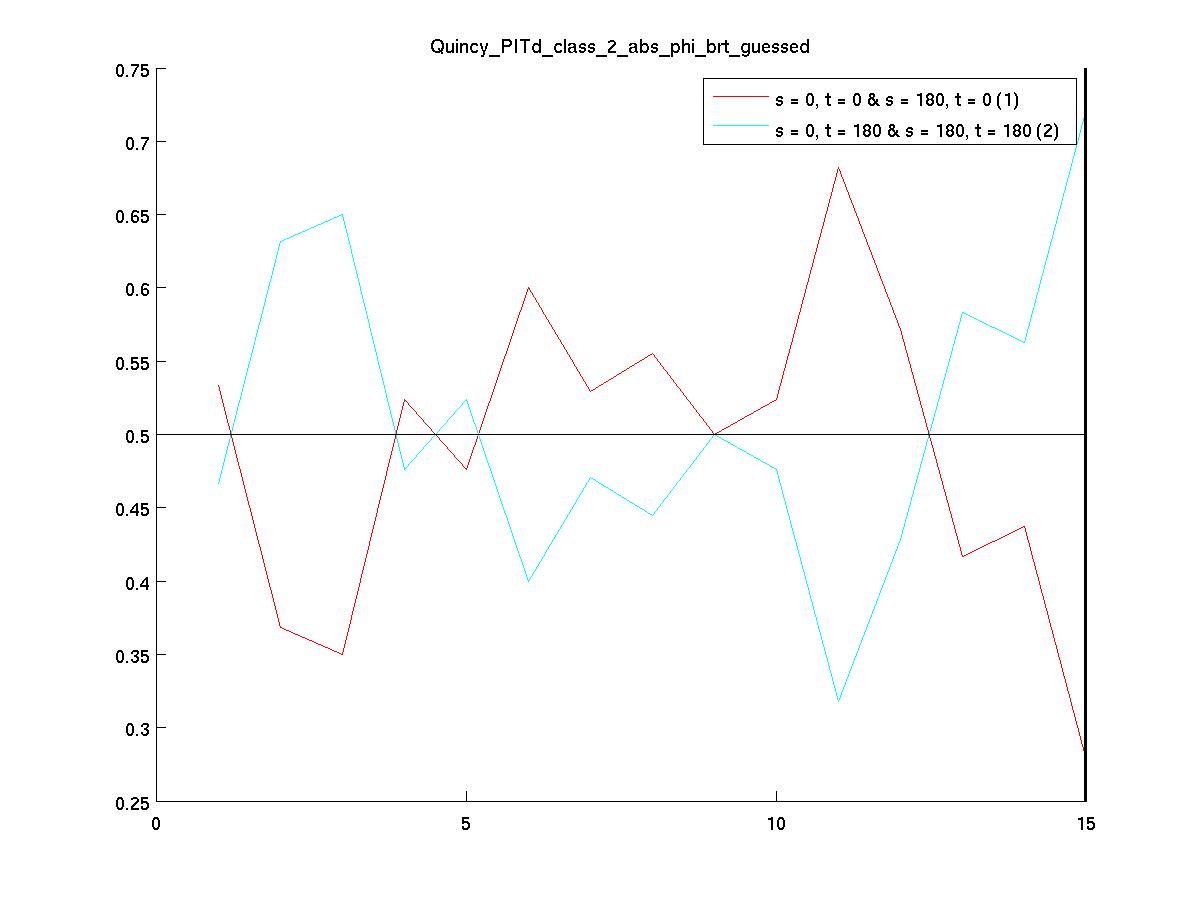 Quincy_PITd_class_2_abs_phi_brt_guessed
0.75
s = 0, t = 0 & s = 180, t = 0 (1)
s = 0, t = 180 & s = 180, t = 180 (2)
0.7
0.65
0.6
0.55
0.5
0.45
0.4
0.35
0.3
0.25
0 5 10 15